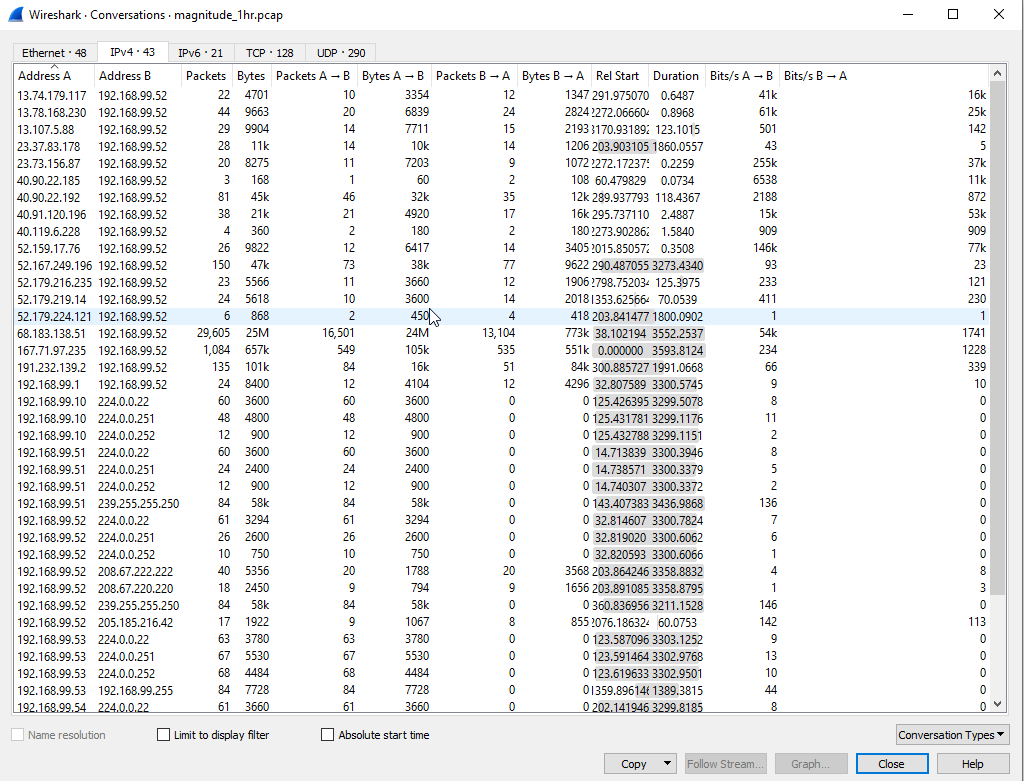 Wireshark · Conversations · magnitude_1hr.pcap
Ethernet · 48 IPv4 · 43 IPv6 · 21 TCP · 128 UDP · 290
Address A Address B Packets Bytes Packets A → B Bytes A → B Packets B → A Bytes B → A Rel Start Duration Bits/s A → B Bits/s B → A
13.74.179.117 192.168.99.52 22 4701 10 3354 12 1347 291.975070 0.6487 41k 16k
13.78.168.230 192.168.99.52 44 9663 20 6839 24 2824 2272.066604 0.8968 61k 25k
13.107.5.88 192.168.99.52 29 9904 14 7711 15 2193 3170.931892 123.1015 501 142
23.37.83.178 192.168.99.52 28 11k 14 10k 14 1206 203.903105 1860.0557 43 5
23.73.156.87 192.168.99.52 20 8275 11 7203 9 1072 2272.172375 0.2259 255k 37k
40.90.22.185 192.168.99.52 3 168 1 60 2 108 60.479829 0.0734 6538 11k
40.90.22.192 192.168.99.52 81 45k 46 32k 35 12k 289.937793 118.4367 2188 872
40.91.120.196 192.168.99.52 38 21k 21 4920 17 16k 295.737110 2.4887 15k 53k
40.119.6.228 192.168.99.52 4 360 2 180 2 180 2273.902606 1.5840 909 909
52.159.17.76 192.168.99.52 26 9822 12 6417 14 3405 2015.850572 0.3508 146k 77k
52.167.249.196 192.168.99.52 150 47k 73 38k 77 9622 290.487055 3273.4340 93 23
52.179.216.235 192.168.99.52 23 5566 11 3660 12 1906 2798.752034 125.3975 233 121
52.179.219.14 192.168.99.52 24 5618 10 3600 14 2018 1353.625664 70.0539 411 230
52.179.224.121 192.168.99.52 6 868 2 450 4 418 203.841477 1800.0902 1 1
68.183.138.51 192.168.99.52 29,605 25M 16,501 24M 13,104 773k 38.102194 3552.2537 54k 1741
167.71.97.235 192.168.99.52 1,084 657k 549 105k 535 551k 0.000000 3593.8124 234 1228
191.232.139.2 192.168.99.52 135 101k 84 16k 51 84k 300.885727 1991.0668 66 339
192.168.99.1 192.168.99.52 24 8400 12 4104 12 4296 32.807589 3300.5745 9 10
192.168.99.10 224.0.0.22 60 3600 60 3600 0 0 125.426395 3299.5078 8 0
192.168.99.10 224.0.0.251 48 4800 48 4800 0 0 125.431781 3299.1176 11 0
192.168.99.10 224.0.0.252 12 900 12 900 0 0 125.432788 3299.1151 2 0
192.168.99.51 224.0.0.22 60 3600 60 3600 0 0 14.713839 3300.3946 8 0
192.168.99.51 224.0.0.251 24 2400 24 2400 0 0 14.738571 3300.3379 5 0
192.168.99.51 224.0.0.252 12 900 12 900 0 0 14.740307 3300.3372 2 0
192.168.99.51 239.255.255.250 84 58k 84 58k 0 0 143.407383 3436.9868 136 0
192.168.99.52 224.0.0.22 61 3294 61 3294 0 0 32.814607 3300.7824 7 0
192.168.99.52 224.0.0.251 26 2600 26 2600 0 0 32.819020 3300.6062 6 0
192.168.99.52 224.0.0.252 10 750 10 750 0 0 32.820593 3300.6066 1 0
192.168.99.52 208.67.222.222 40 5356 20 1788 20 3568 203.864246 3358.8832 4 8
192.168.99.52 208.67.220.220 18 2450 9 794 9 1656 203.891085 3358.8795 1 3
192.168.99.52 239.255.255.250 84 58k 84 58k 0 0 360.836956 3211.1528 146 0
192.168.99.52 205.185.216.42 17 1922 9 1067 8 855 2076.186324 60.0753 142 113
192.168.99.53 224.0.0.22 63 3780 63 3780 0 0 123.587096 3303.1252 9 0
192.168.99.53 224.0.0.251 67 5530 67 5530 0 0 123.591464 3302.9768 13 0
192.168.99.53 224.0.0.252 68 4484 68 4484 0 0 123.619633 3302.9501 10 0
192.168.99.53 192.168.99.255 84 7728 84 7728 0 0 1359.896146 1389.3815 44 0
192.168.99.54 224.0.0.22 61 3660 61 3660 0 0 202.141946 3299.8185 8 0
Name resolution Limit to display filter Absolute start time Conversation Types
Copy Follow Stream... Graph... Close Help